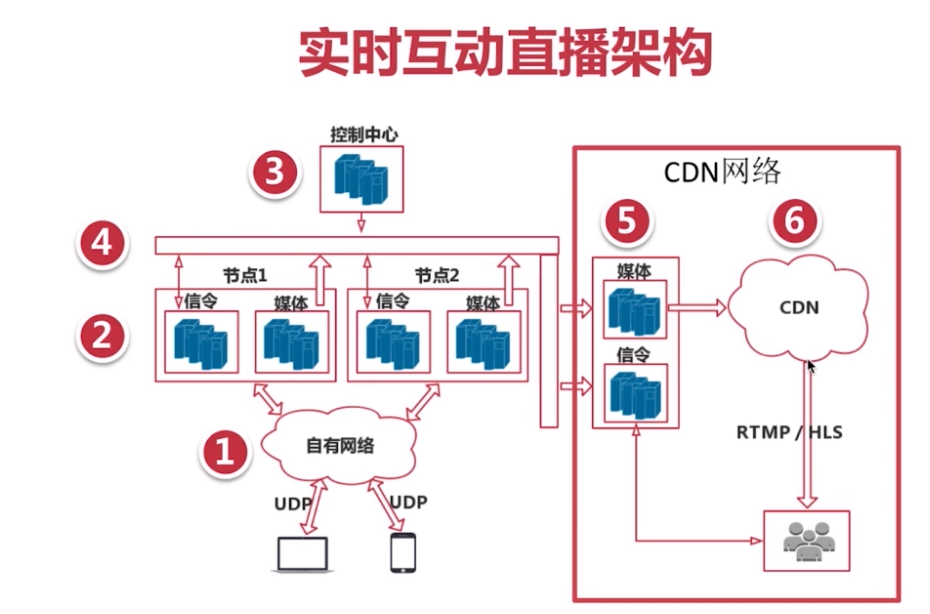 实时互动直播架构
控制中心
3
CDN网络
4
5
6
节点1
节点2
信令
媒体
信令
媒体
媒体
CDN
2
信令
1
自有网络
RTMP / HLS
UDP
UDP